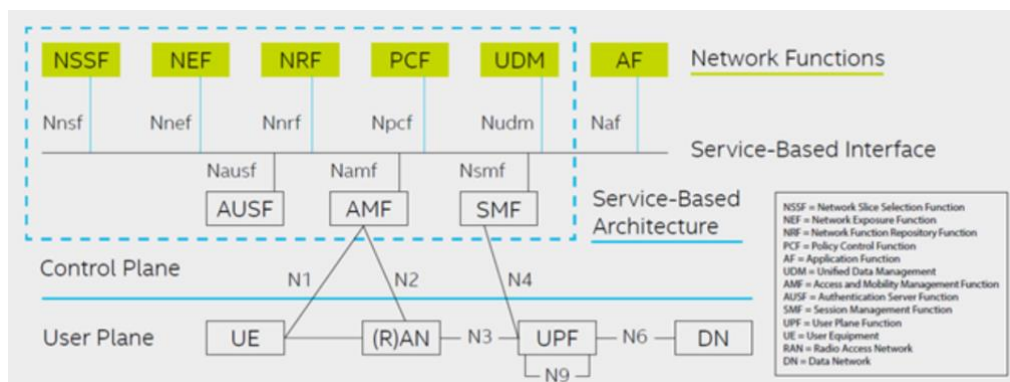 NSSF NEF NRF PCF UDM AF Network Functions
Nnsf Nnef Nnrf Npcf Nudm Naf
Service-Based Interface
Nausf Namf Nsmf
AUSF AMF SMF
Service-Based
Architecture
Control Plane
N1 N2 N4
User Plane
UE (R)AN N3 UPF N6 DN
N9
NSSF = Network Slice Selection Function
NEF = Network Exposure Function
NRF = Network Function Repository Function
PCF = Policy Control Function
AF = Application Function
UDM = Unified Data Management
AMF = Access and Mobility Management Function
AUSF = Authentication Server Function
SMF = Session Management Function
UPF = User Plane Function
UE = User Equipment
RAN = Radio Access Network
DN = Data Network